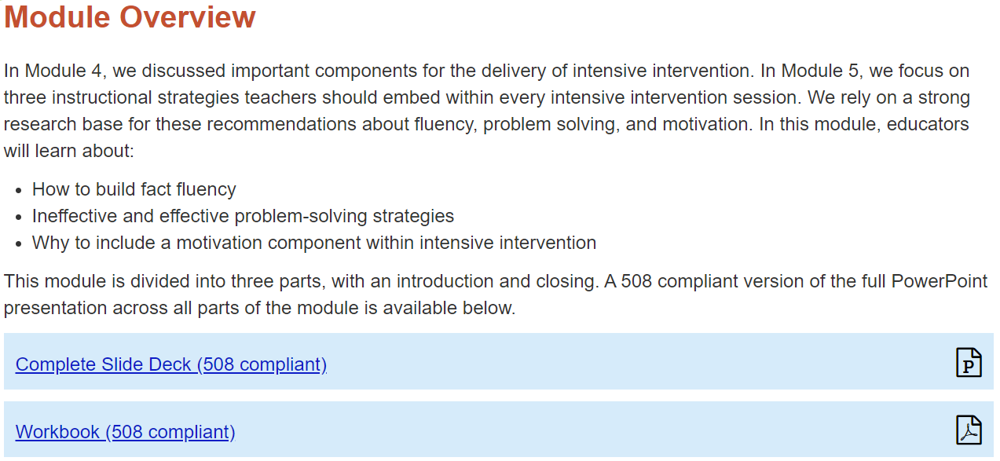 Module Overview
In Module 4, we discussed important components for the delivery of intensive intervention. In Module 5, we focus on
three instructional strategies teachers should embed within every intensive intervention session. We rely on a strong
research base for these recommendations about fluency, problem solving, and motivation. In this module, educators
will learn about:
• How to build fact fluency
• Ineffective and effective problem-solving strategies
• Why to include a motivation component within intensive intervention
This module is divided into three parts, with an introduction and closing. A 508 compliant version of the full PowerPoint
presentation across all parts of the module is available below.
Complete Slide Deck (508 compliant) P
Workbook (508 compliant)